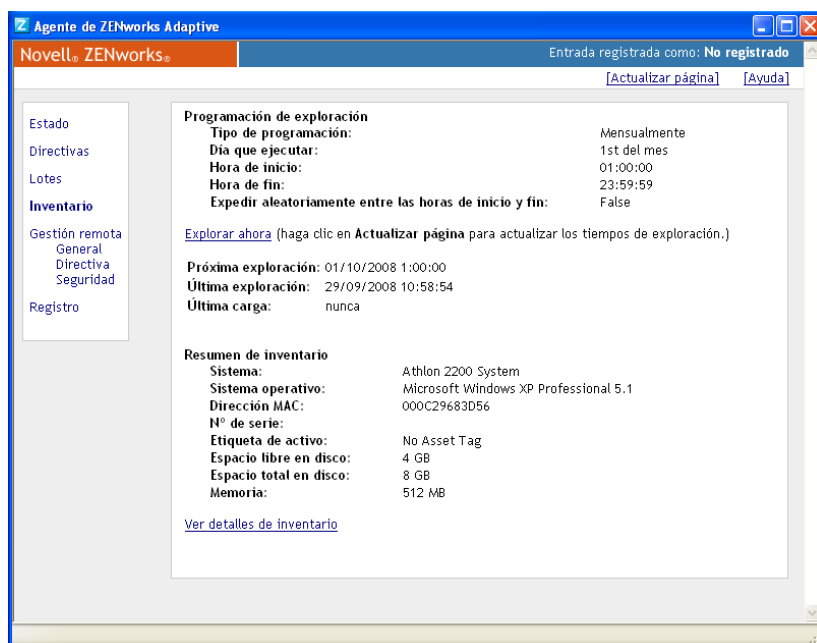 Agente de ZENworks Adaptive
Novell® ZENworks®
Entrada registrada como: No registrado
[Actualizar página] [Ayuda]
Estado
Directivas
Lotes
Inventario
Gestión remota
General
Directiva
Seguridad
Registro
Programación de exploración
Tipo de programación: Mensualmente
Día que ejecutar: 1st del mes
Hora de inicio: 01:00:00
Hora de fin: 23:59:59
Expedir aleatoriamente entre las horas de inicio y fin: False
Explorar ahora (haga clic en Actualizar página para actualizar los tiempos de exploración.)
Próxima exploración: 01/10/2008 1:00:00
Última exploración: 29/09/2008 10:58:54
Última carga: nunca
Resumen de inventario
Sistema: Athlon 2200 System
Sistema operativo: Microsoft Windows XP Professional 5.1
Dirección MAC: 000C29683D56
Nº de serie:
Etiqueta de activo: No Asset Tag
Espacio libre en disco: 4 GB
Espacio total en disco: 8 GB
Memoria: 512 MB
Ver detalles de inventario